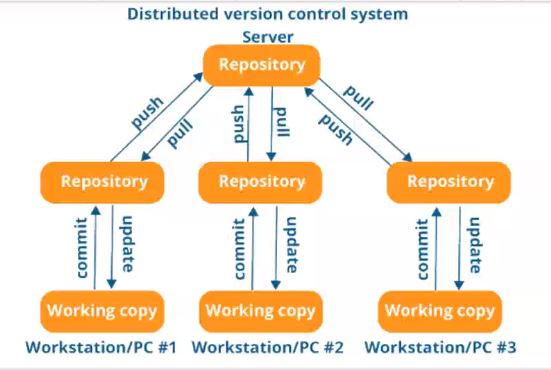 Distributed version control system
Server
Repository
push
pull
push
pull
push
pull
Repository
Repository
Repository
commit
update
commit
update
commit
update
Working copy
Working copy
Working copy
Workstation/PC #1
Workstation/PC #2
Workstation/PC #3